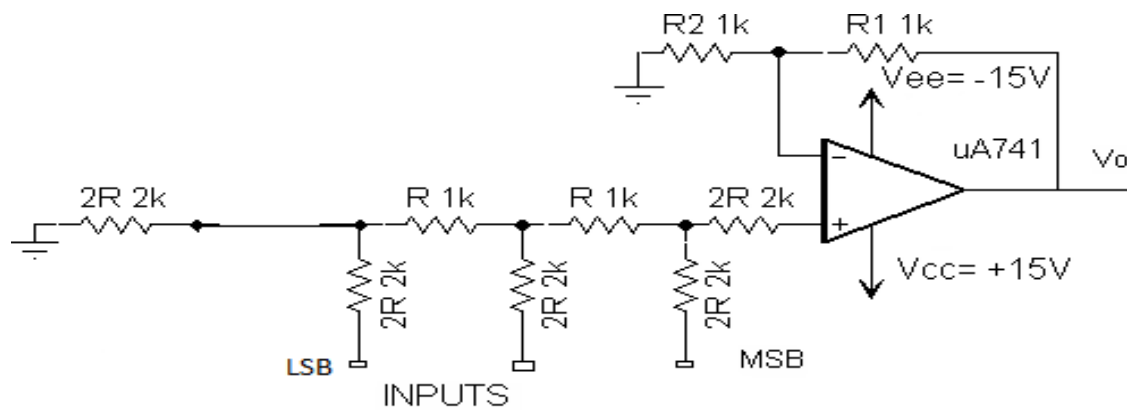 R2 1k
R1 1k
Vee= -15V
uA741
Vo
2R 2k
R 1k
R 1k
2R 2k
Vcc= +15V
2R 2k
2R 2k
2R 2k
LSB
MSB
INPUTS